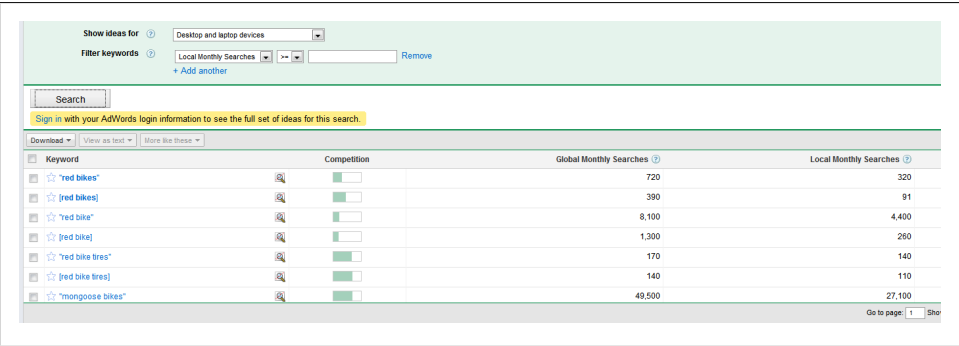 Show ideas for ? Desktop and laptop devices
Filter keywords ? Local Monthly Searches >= Remove
+ Add another
Search
Sign in with your AdWords login information to see the full set of ideas for this search.
Download View as text More like these
Keyword Competition Global Monthly Searches ? Local Monthly Searches ?
"red bikes" 720 320
[red bikes] 390 91
"red bike" 8,100 4,400
[red bike] 1,300 260
"red bike tires" 170 140
[red bike tires] 140 110
"mongoose bikes" 49,500 27,100
Go to page: 1 Sho